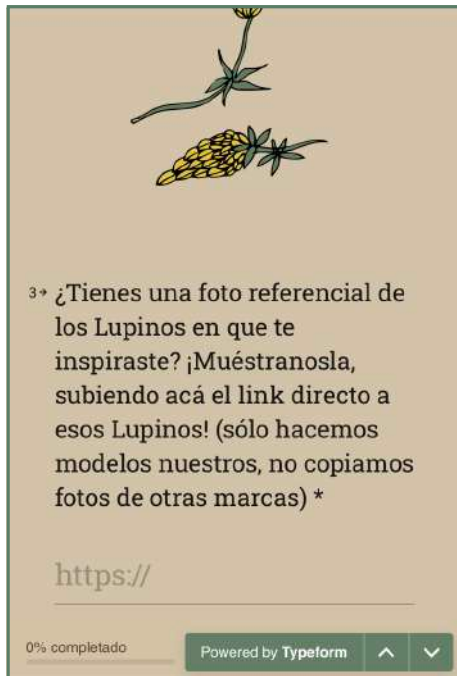 3→ ¿Tienes una foto referencial de
los Lupinos en que te
inspiraste? ¡Muéstranosla,
subiendo acá el link directo a
esos Lupinos! (sólo hacemos
modelos nuestros, no copiamos
fotos de otras marcas) *
https://
0% completado
Powered by Typeform